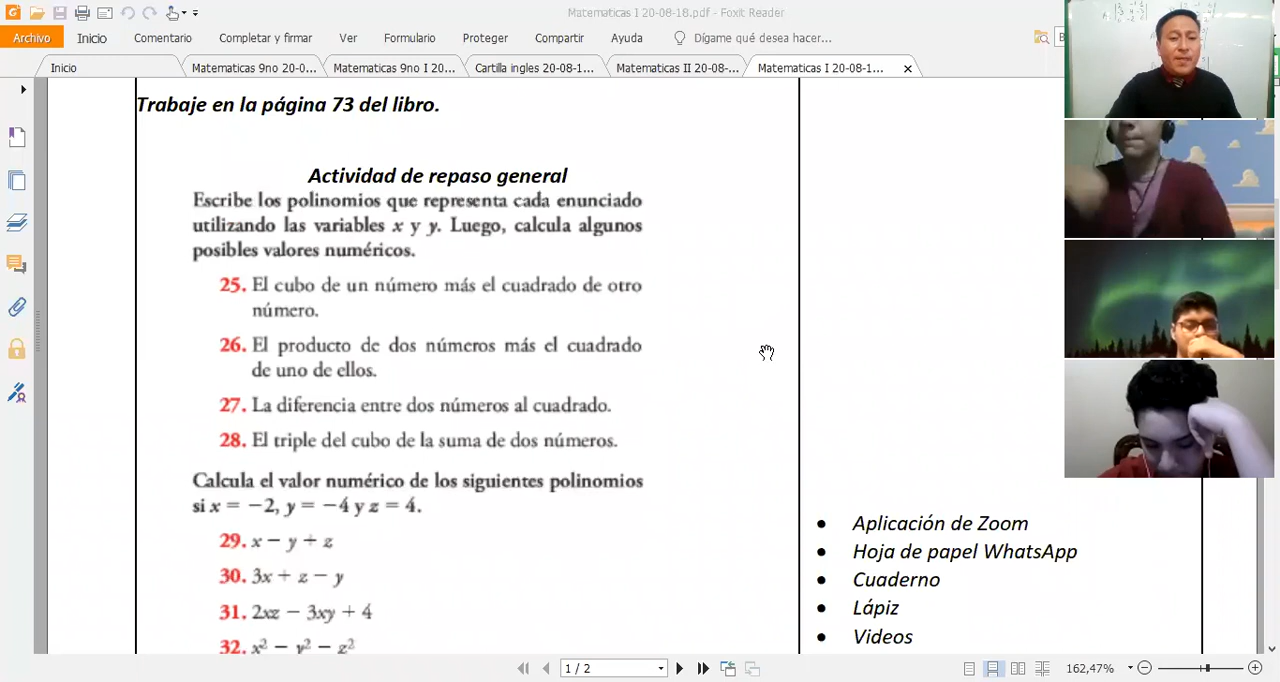 Matematicas I 20-08-18.pdf - Foxit Reader
Archivo Inicio Comentario Completar y firmar Ver Formulario Proteger Compartir Ayuda Dígame qué desea hacer...
Inicio Matematicas 9no 20-0... Matematicas 9no I 20... Cartilla ingles 20-08-1... Matematicas II 20-08-... Matematicas I 20-08-1...
Trabaje en la página 73 del libro.
Actividad de repaso general
Escribe los polinomios que representa cada enunciado
utilizando las variables x y y. Luego, calcula algunos
posibles valores numéricos.
25. El cubo de un número más el cuadrado de otro
número.
26. El producto de dos números más el cuadrado
de uno de ellos.
27. La diferencia entre dos números al cuadrado.
28. El triple del cubo de la suma de dos números.
Calcula el valor numérico de los siguientes polinomios
si x = −2, y = −4 y z = 4.
29. x − y + z
30. 3x + z − y
31. 2xz − 3xy + 4
32. x² − y² − z²
• Aplicación de Zoom
• Hoja de papel WhatsApp
• Cuaderno
• Lápiz
• Videos
1 / 2
162,47%